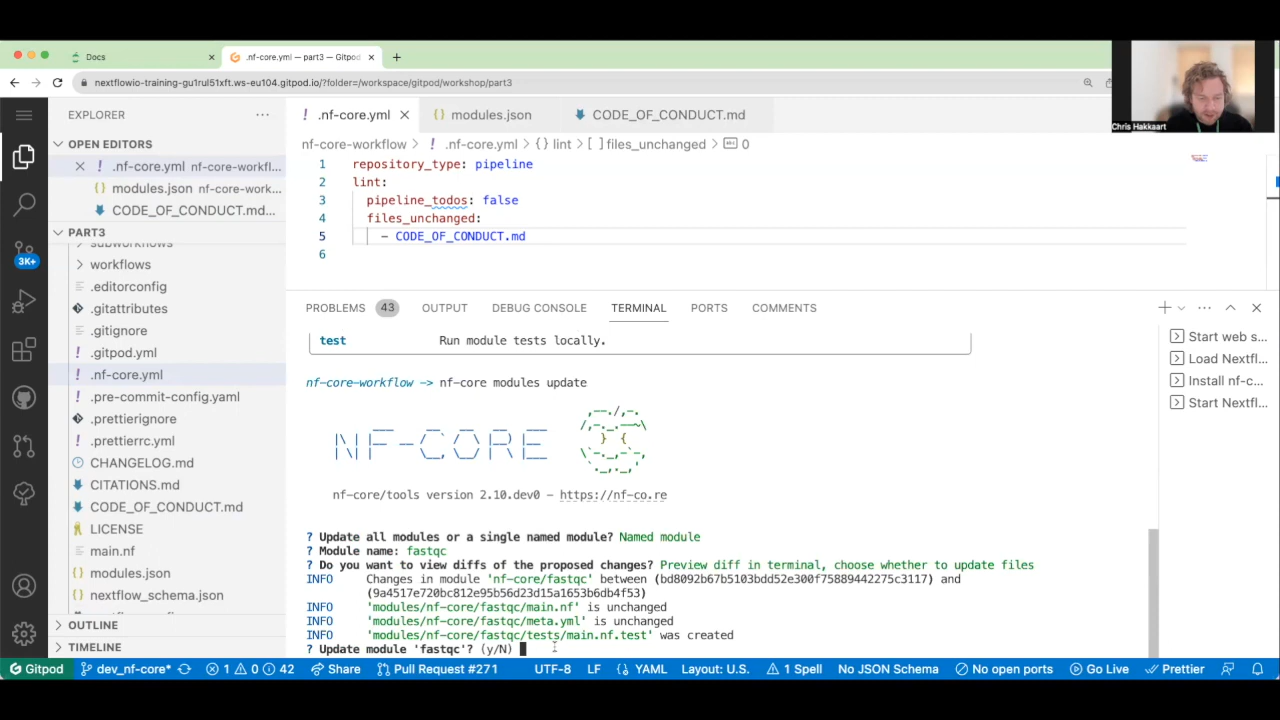 Docs
.nf-core.yml — part3 — Gitpod
nextflowio-training-gu1rul51xft.ws-eu104.gitpod.io/?folder=/workspace/gitpod/workshop/part3
Chris Hakkaart
EXPLORER
OPEN EDITORS
.nf-core.yml nf-core-workfl...
modules.json nf-core-work...
CODE_OF_CONDUCT.md...
PART3
subworkflows
workflows
.editorconfig
.gitattributes
.gitignore
.gitpod.yml
.nf-core.yml
.pre-commit-config.yaml
.prettierignore
.prettierrc.yml
CHANGELOG.md
CITATIONS.md
CODE_OF_CONDUCT.md
LICENSE
main.nf
modules.json
nextflow_schema.json
OUTLINE
TIMELINE
3K+
.nf-core.yml
modules.json
CODE_OF_CONDUCT.md
nf-core-workflow > .nf-core.yml > {} lint > [ ] files_unchanged > 0
1 repository_type: pipeline
2 lint:
3 pipeline_todos: false
4 files_unchanged:
5 - CODE_OF_CONDUCT.md
6
PROBLEMS 43 OUTPUT DEBUG CONSOLE TERMINAL PORTS COMMENTS
test Run module tests locally.
nf-core-workflow -> nf-core modules update
NF-CORE
nf-core/tools version 2.10.dev0 - https://nf-co.re
? Update all modules or a single named module? Named module
? Module name: fastqc
? Do you want to view diffs of the proposed changes? Preview diff in terminal, choose whether to update files
INFO Changes in module 'nf-core/fastqc' between (bd8092b67b5103bdd52e300f75889442275c3117) and
(9a4517e720bc812e95b56d23d15a1653b6db4f53)
INFO 'modules/nf-core/fastqc/main.nf' is unchanged
INFO 'modules/nf-core/fastqc/meta.yml' is unchanged
INFO 'modules/nf-core/fastqc/tests/main.nf.test' was created
? Update module 'fastqc'? (y/N)
Start web s...
Load Nextfl...
Install nf-c...
Start Nextfl...
Gitpod dev_nf-core* 1 0 42 Share Pull Request #271 UTF-8 LF YAML Layout: U.S. 1 Spell No JSON Schema No open ports Go Live Prettier